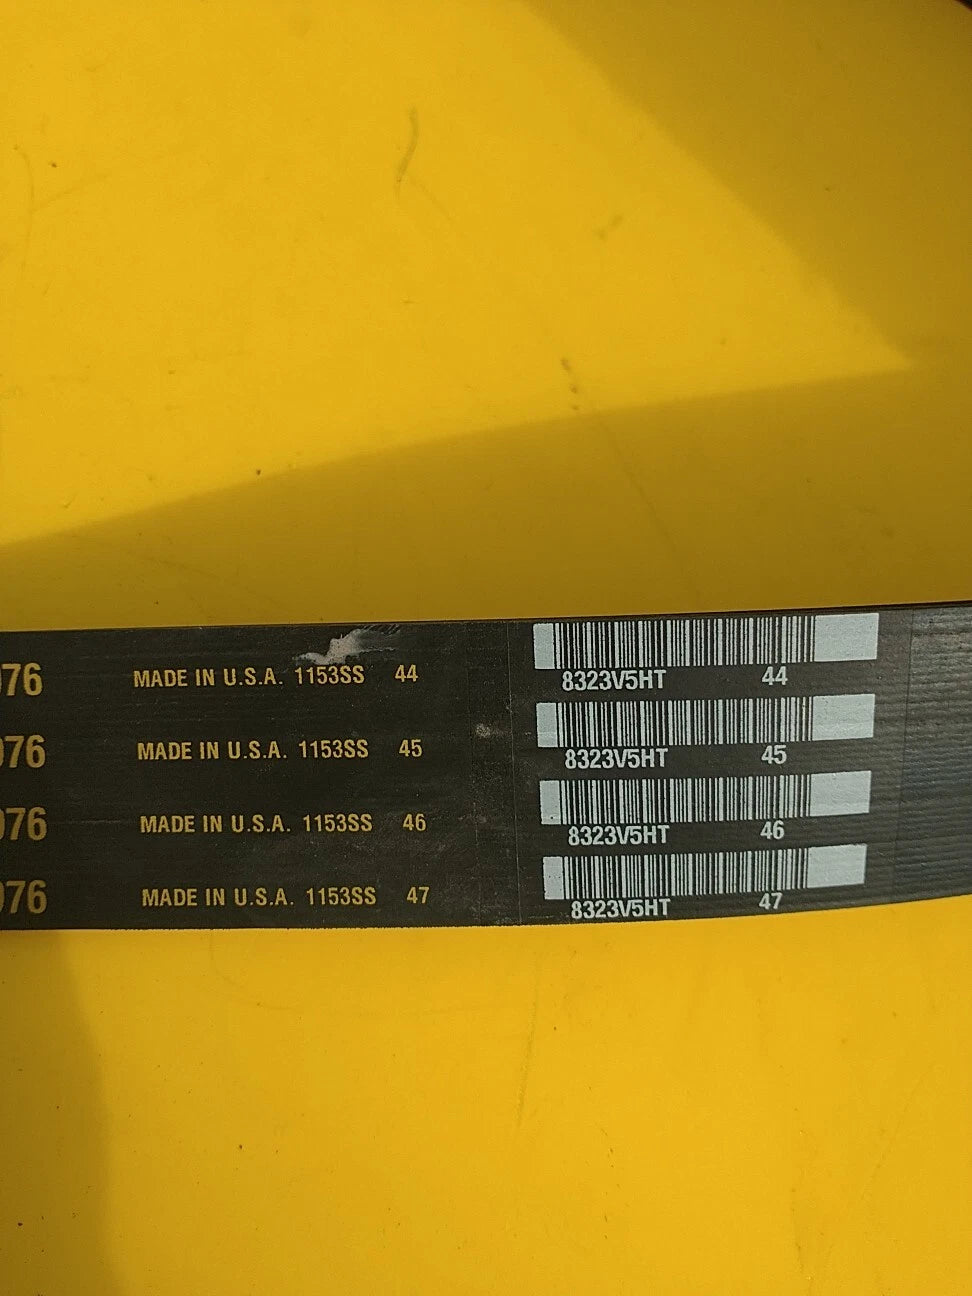 076 MADE IN U.S.A. 1153SS 44 8323V5HT 44
076 MADE IN U.S.A. 1153SS 45 8323V5HT 45
076 MADE IN U.S.A. 1153SS 46 8323V5HT 46
076 MADE IN U.S.A. 1153SS 47 8323V5HT 47